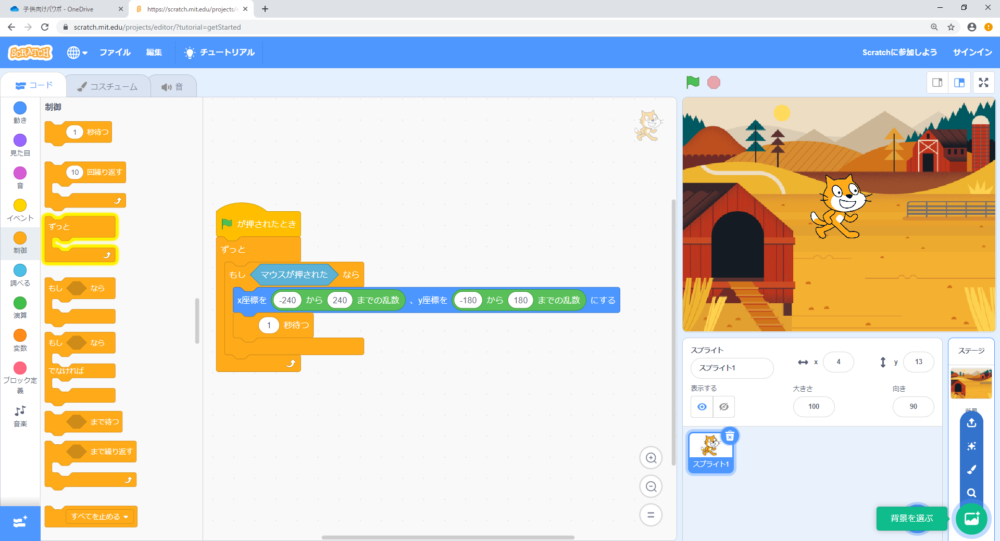 子供向けパワポ - OneDrive
https://scratch.mit.edu/projects/e
scratch.mit.edu/projects/editor/?tutorial=getStarted
SCRATCH
ファイル
編集
チュートリアル
Scratchに参加しよう
サインイン
コード
コスチューム
音
動き
見た目
音
イベント
制御
調べる
演算
変数
ブロック定
義
音楽
制御
1 秒待つ
10 回繰り返す
ずっと
もし なら
もし なら
でなければ
まで待つ
まで繰り返す
すべてを止める
が押されたとき
ずっと
もし マウスが押された なら
x座標を -240 から 240 までの乱数 、y座標を -180 から 180 までの乱数 にする
1 秒待つ
スプライト
スプライト1
x 4
y 13
表示する
大きさ
100
向き
90
スプライト1
ステージ
背景
背景を選ぶ